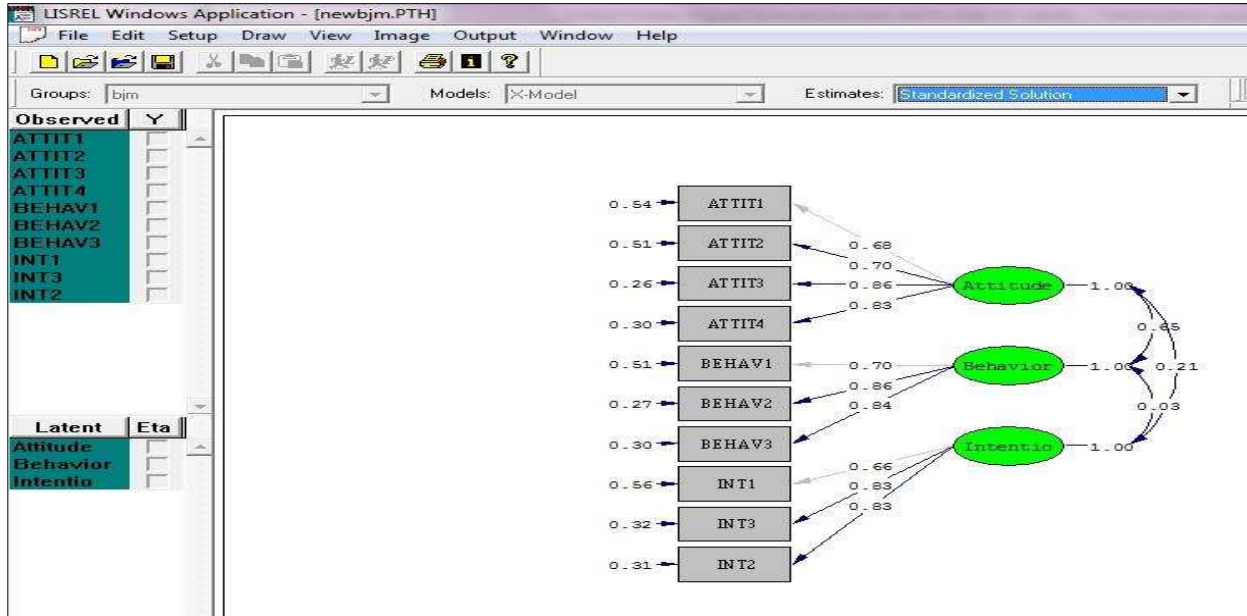 LISREL Windows Application - [newbjm.PTH]
File Edit Setup Draw View Image Output Window Help
Groups: bjm Models: X-Model Estimates: Standardized Solution
Observed Y
ATTIT1
ATTIT2
ATTIT3
ATTIT4
BEHAV1
BEHAV2
BEHAV3
INT1
INT3
INT2
Latent Eta
Attitude
Behavior
Intentio
0.54 ATTIT1
0.68
0.51 ATTIT2
0.70
0.26 ATTIT3 0.86 Attitude 1.00
0.83
0.30 ATTIT4
0.65
0.51 BEHAV1 0.70 Behavior 1.00 0.21
0.86
0.27 BEHAV2 0.84 0.03
0.30 BEHAV3 Intentio 1.00
0.66
0.56 INT1 0.83
0.83
0.32 INT3
0.31 INT2